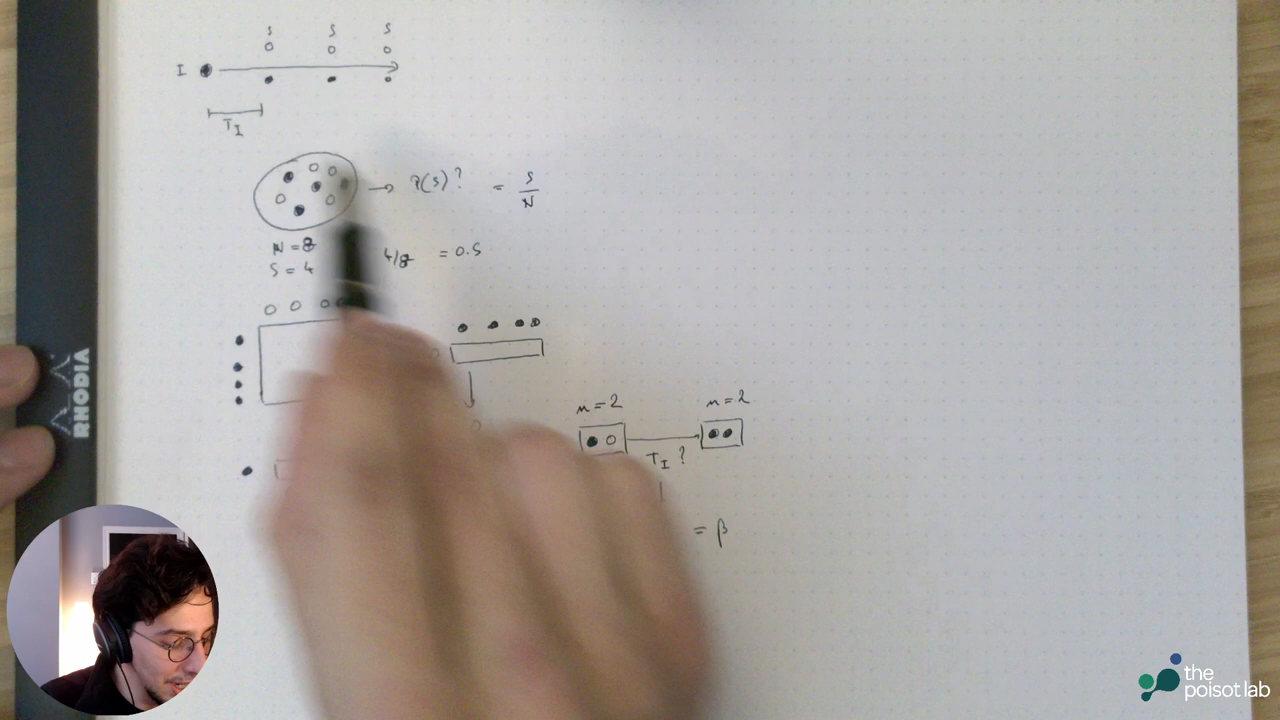 S S S
I
T_I
P(S)? = S/N
N = 8
S = 4
4/8 = 0.5
n = 2 n = 2
T_I ?
= β
RHODIA
the
poisot lab